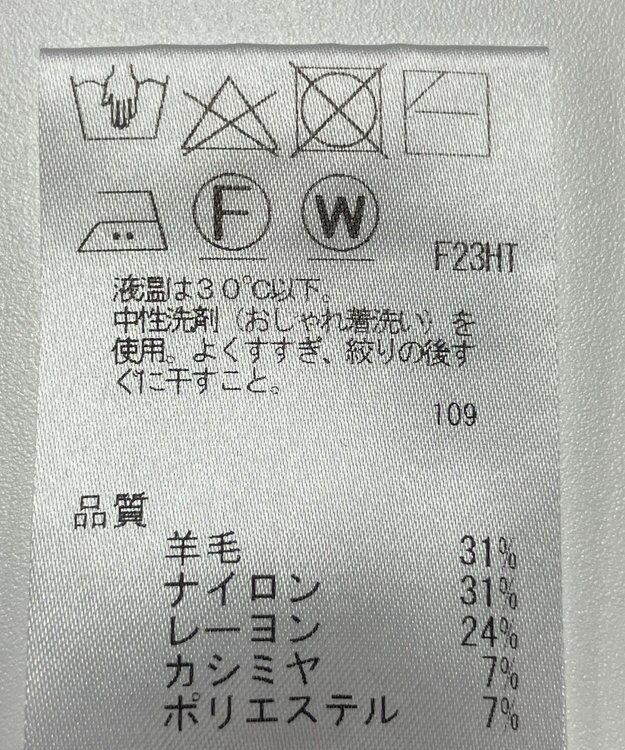 F W
F23HT
液温は30℃以下。
中性洗剤（おしゃれ着洗い）を
使用。よくすすぎ、絞りの後す
ぐに干すこと。
109
品質
羊毛 31%
ナイロン 31%
レーヨン 24%
カシミヤ 7%
ポリエステル 7%